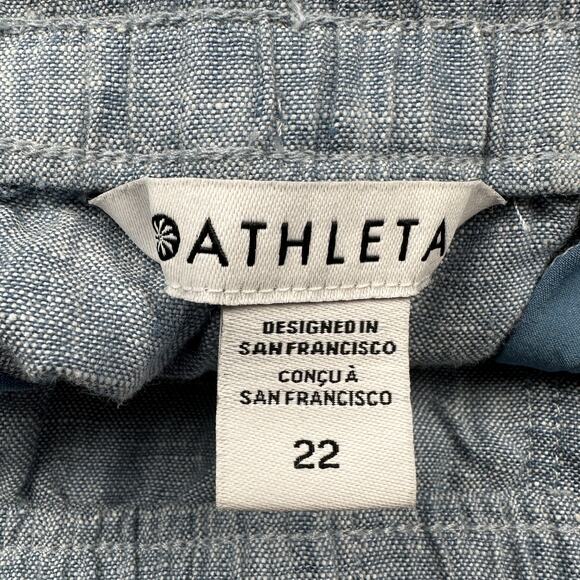 ATHLETA
DESIGNED IN
SAN FRANCISCO
CONÇU À
SAN FRANCISCO
22